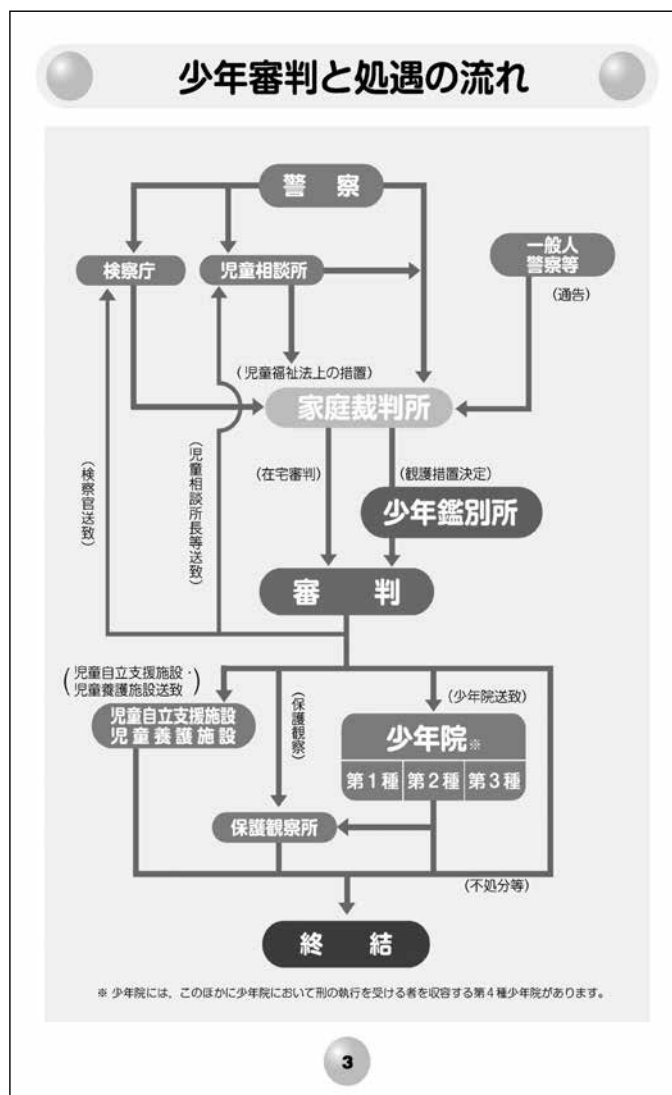 少年審判と処遇の流れ
警察
検察庁
児童相談所
一般人
警察等
(通告)
(児童福祉法上の措置)
家庭裁判所
(検察官送致)
(児童相談所長等送致)
(在宅審判)
(観護措置決定)
少年鑑別所
審判
(児童自立支援施設・
児童養護施設送致)
児童自立支援施設
児童養護施設
(保護観察)
(少年院送致)
少年院※
第1種 第2種 第3種
保護観察所
(不処分等)
終結
※ 少年院には、このほかに少年院において刑の執行を受ける者を収容する第4種少年院があります。
3